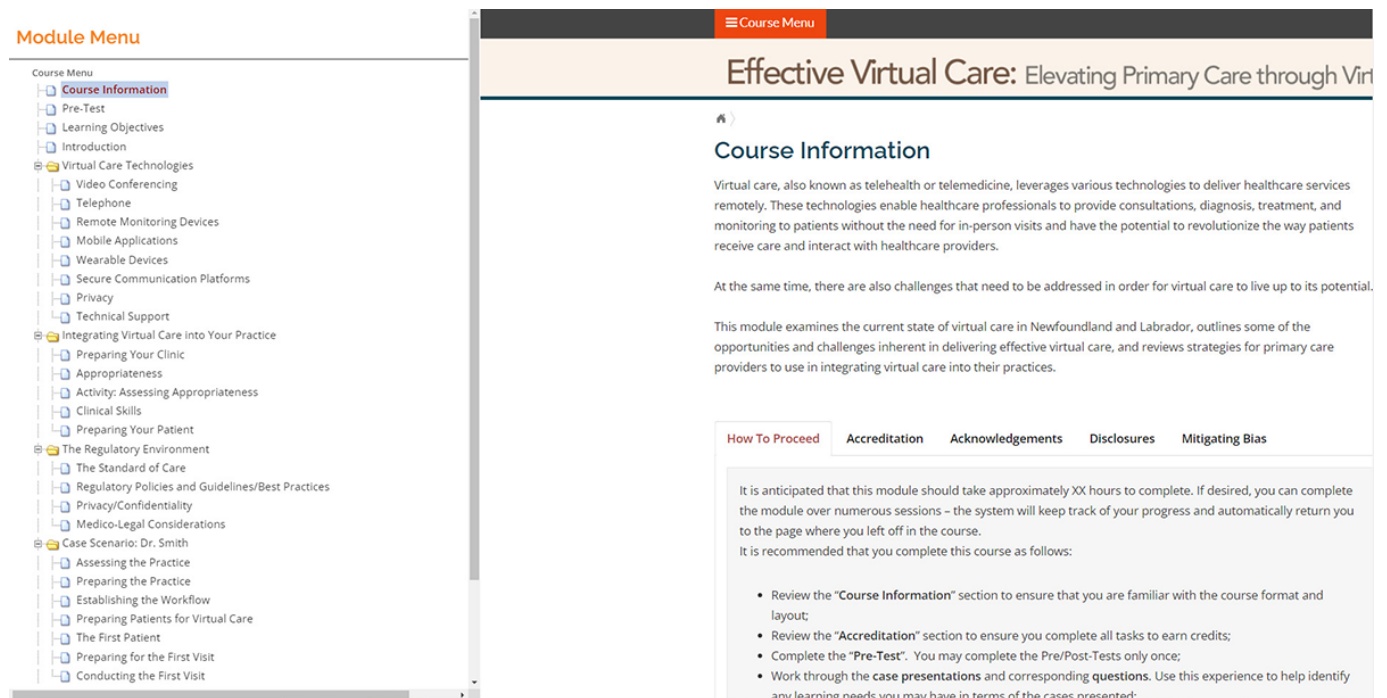 Module Menu
Course Menu
Course Information
Pre-Test
Learning Objectives
Introduction
Virtual Care Technologies
Video Conferencing
Telephone
Remote Monitoring Devices
Mobile Applications
Wearable Devices
Secure Communication Platforms
Privacy
Technical Support
Integrating Virtual Care into Your Practice
Preparing Your Clinic
Appropriateness
Activity: Assessing Appropriateness
Clinical Skills
Preparing Your Patient
The Regulatory Environment
The Standard of Care
Regulatory Policies and Guidelines/Best Practices
Privacy/Confidentiality
Medico-Legal Considerations
Case Scenario: Dr. Smith
Assessing the Practice
Preparing the Practice
Establishing the Workflow
Preparing Patients for Virtual Care
The First Patient
Preparing for the First Visit
Conducting the First Visit
Course Menu
Effective Virtual Care: Elevating Primary Care through Virt
Course Information
Virtual care, also known as telehealth or telemedicine, leverages various technologies to deliver healthcare services
remotely. These technologies enable healthcare professionals to provide consultations, diagnosis, treatment, and
monitoring to patients without the need for in-person visits and have the potential to revolutionize the way patients
receive care and interact with healthcare providers.
At the same time, there are also challenges that need to be addressed in order for virtual care to live up to its potential.
This module examines the current state of virtual care in Newfoundland and Labrador, outlines some of the
opportunities and challenges inherent in delivering effective virtual care, and reviews strategies for primary care
providers to use in integrating virtual care into their practices.
How To Proceed Accreditation Acknowledgements Disclosures Mitigating Bias
It is anticipated that this module should take approximately XX hours to complete. If desired, you can complete
the module over numerous sessions – the system will keep track of your progress and automatically return you
to the page where you left off in the course.
It is recommended that you complete this course as follows:
• Review the "Course Information" section to ensure that you are familiar with the course format and
layout;
• Review the "Accreditation" section to ensure you complete all tasks to earn credits;
• Complete the "Pre-Test". You may complete the Pre/Post-Tests only once;
• Work through the case presentations and corresponding questions. Use this experience to help identify
any learning needs you may have in terms of the cases presented;